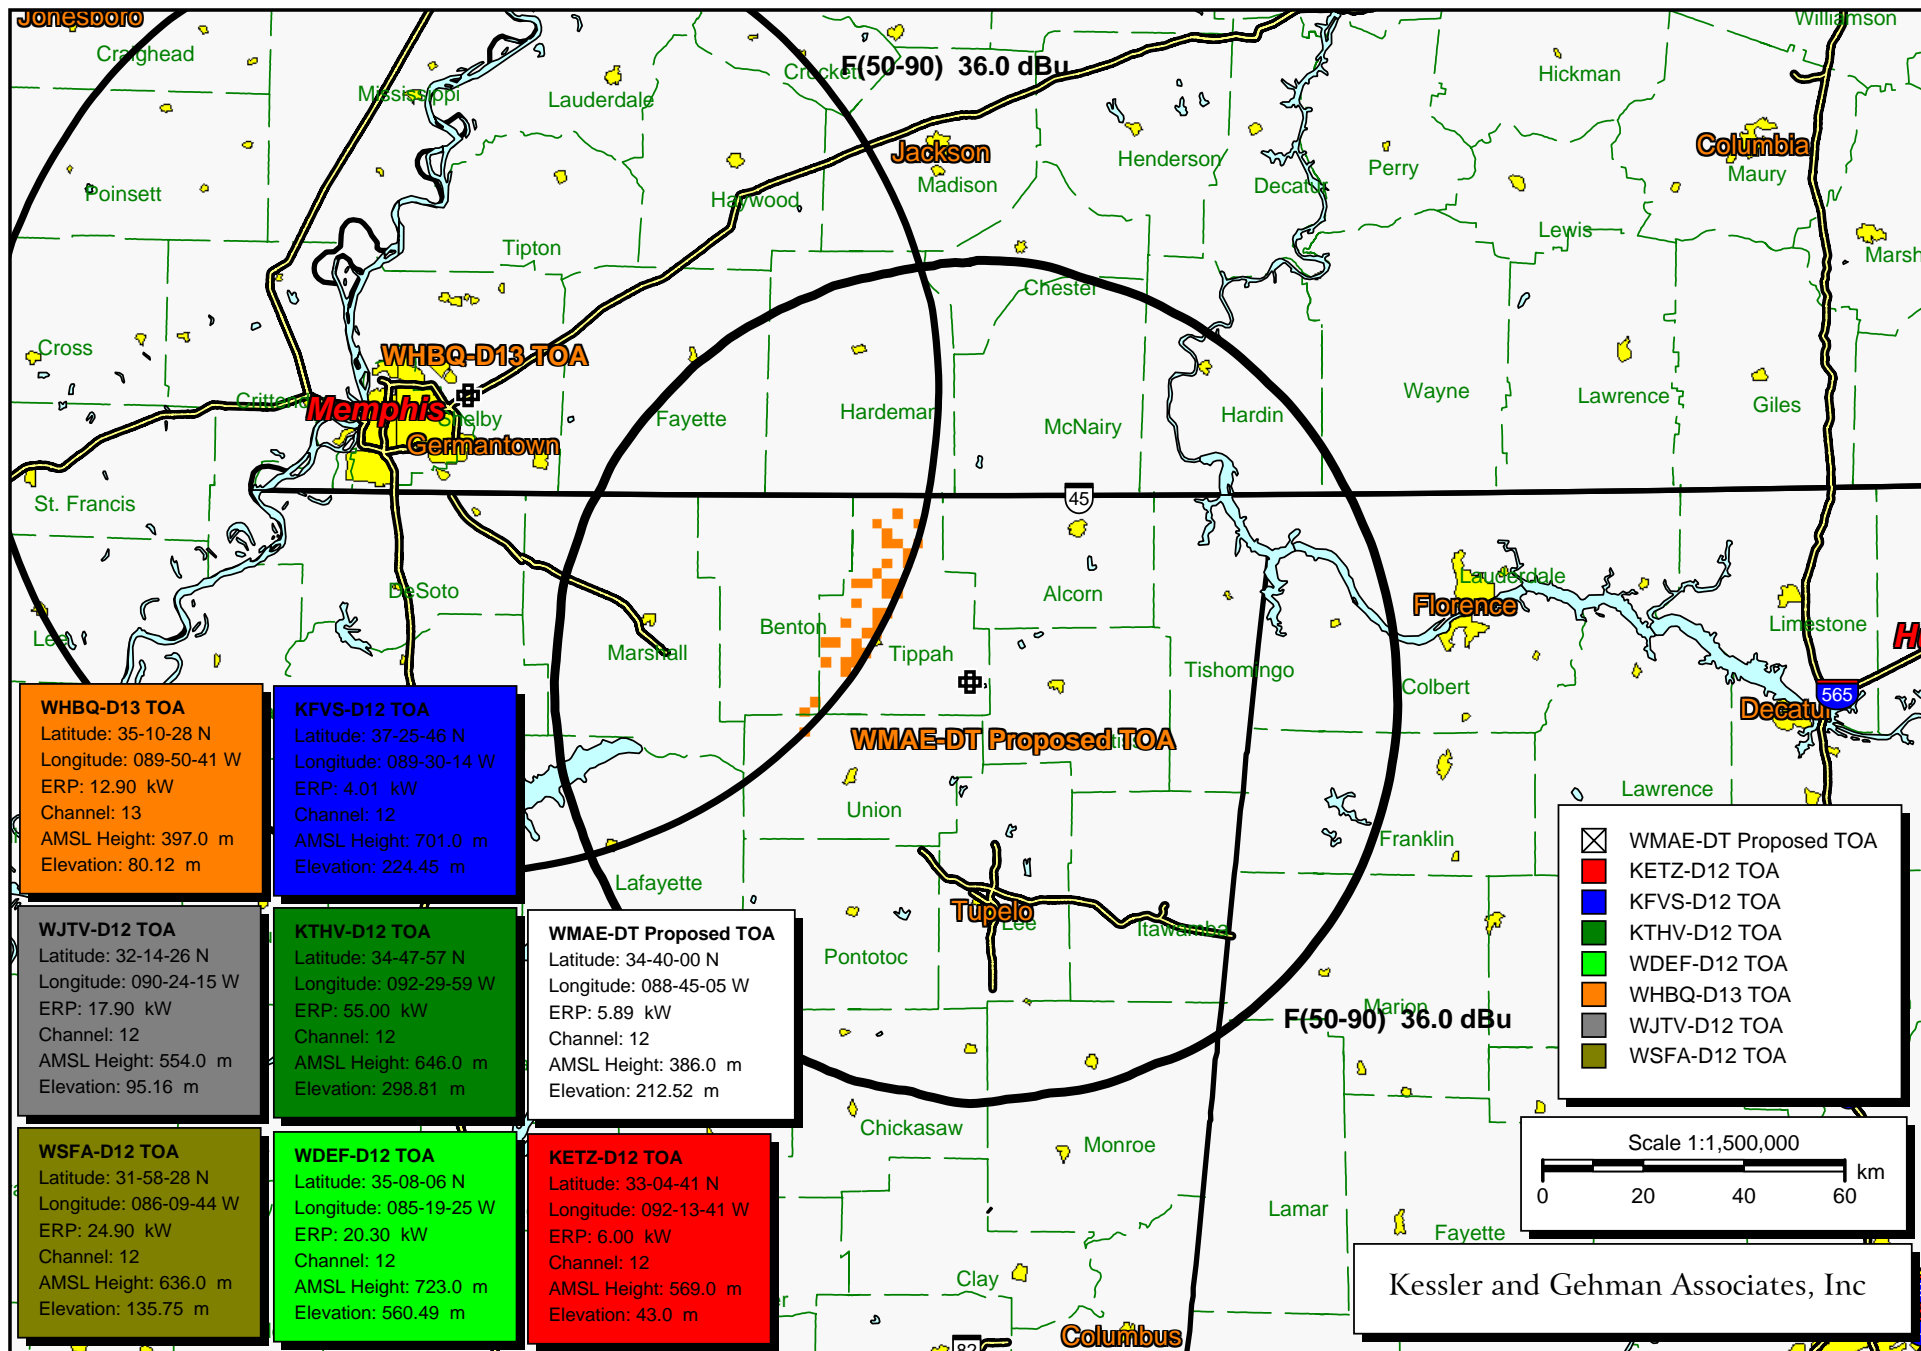 Jonesboro
Williamson
Craighead
F(50-90) 36.0 dBu
Crockett
Hickman
Mississippi
Lauderdale
Columbia
Jackson
Henderson
Perry
Maury
Madison
Decatur
Poinsett
Haywood
Lewis
Tipton
Marsh
Chester
Cross
WHBQ-D13 TOA
Wayne
Lawrence
Giles
Memphis
Shelby
Fayette
Hardeman
McNairy
Hardin
Germantown
St. Francis
45
Lauderdale
DeSoto
Alcorn
Florence
Lee
Benton
Limestone
Marshall
Tippah
Tishomingo
Colbert
565
Decatur
WMAE-DT Proposed TOA
Union
Lawrence
Franklin
Lafayette
Tupelo
Lee
Itawamba
Pontotoc
Marion
F(50-90) 36.0 dBu
Chickasaw
Monroe
Lamar
Fayette
Clay
Columbus
82
WHBQ-D13 TOA
Latitude: 35-10-28 N
Longitude: 089-50-41 W
ERP: 12.90 kW
Channel: 13
AMSL Height: 397.0 m
Elevation: 80.12 m
KFVS-D12 TOA
Latitude: 37-25-46 N
Longitude: 089-30-14 W
ERP: 4.01 kW
Channel: 12
AMSL Height: 701.0 m
Elevation: 224.45 m
WJTV-D12 TOA
Latitude: 32-14-26 N
Longitude: 090-24-15 W
ERP: 17.90 kW
Channel: 12
AMSL Height: 554.0 m
Elevation: 95.16 m
KTHV-D12 TOA
Latitude: 34-47-57 N
Longitude: 092-29-59 W
ERP: 55.00 kW
Channel: 12
AMSL Height: 646.0 m
Elevation: 298.81 m
WMAE-DT Proposed TOA
Latitude: 34-40-00 N
Longitude: 088-45-05 W
ERP: 5.89 kW
Channel: 12
AMSL Height: 386.0 m
Elevation: 212.52 m
WSFA-D12 TOA
Latitude: 31-58-28 N
Longitude: 086-09-44 W
ERP: 24.90 kW
Channel: 12
AMSL Height: 636.0 m
Elevation: 135.75 m
WDEF-D12 TOA
Latitude: 35-08-06 N
Longitude: 085-19-25 W
ERP: 20.30 kW
Channel: 12
AMSL Height: 723.0 m
Elevation: 560.49 m
KETZ-D12 TOA
Latitude: 33-04-41 N
Longitude: 092-13-41 W
ERP: 6.00 kW
Channel: 12
AMSL Height: 569.0 m
Elevation: 43.0 m
WMAE-DT Proposed TOA
KETZ-D12 TOA
KFVS-D12 TOA
KTHV-D12 TOA
WDEF-D12 TOA
WHBQ-D13 TOA
WJTV-D12 TOA
WSFA-D12 TOA
Scale 1:1,500,000
km
0 20 40 60
Kessler and Gehman Associates, Inc